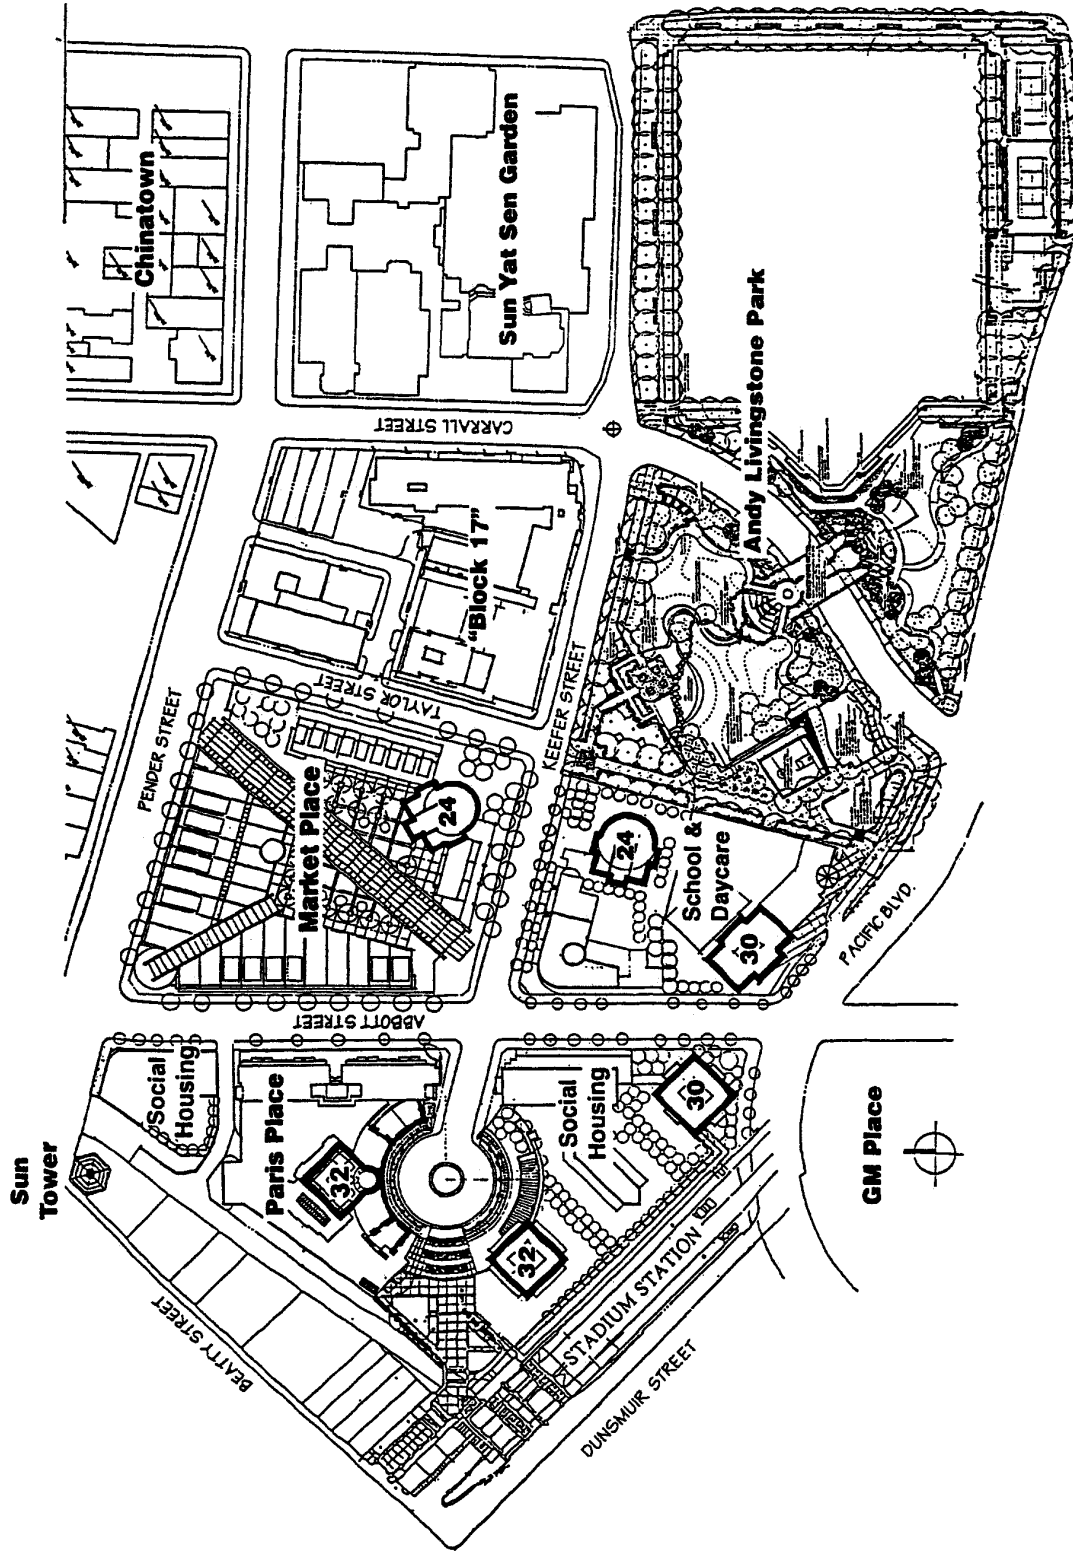 Sun
Tower
Chinatown
Sun Yat Sen Garden
CARRALL STREET
"Block 17"
TAYLOR STREET
PENDER STREET
KEEFER STREET
Andy Livingstone Park
Market Place
24
24
School &
Daycare
30
PACIFIC BLVD.
ABBOTT STREET
Social
Housing
Paris Place
32
Social
Housing
30
32
GM Place
BEATTY STREET
STADIUM STATION
DUNSMUIR STREET